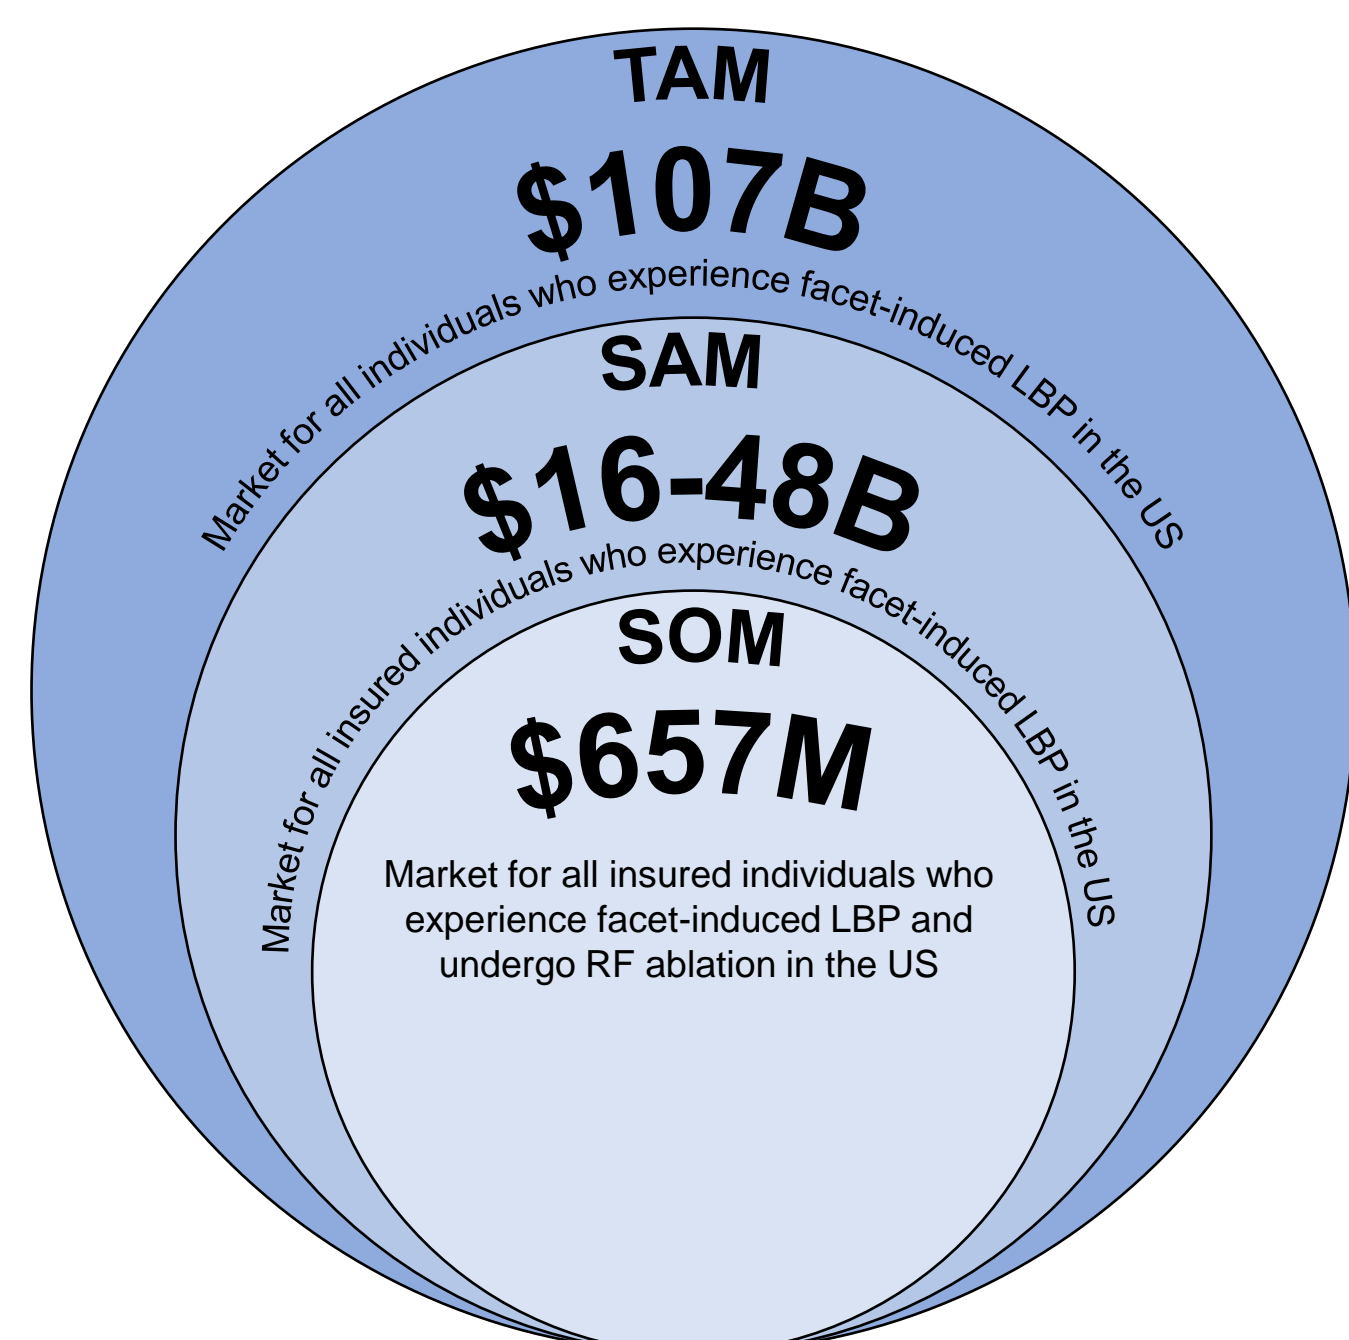 TAM
$107B
Market for all individuals who experience facet-induced LBP in the US
SAM
$16-48B
Market for all insured individuals who experience facet-induced LBP in the US
SOM
$657M
Market for all insured individuals who
experience facet-induced LBP and
undergo RF ablation in the US